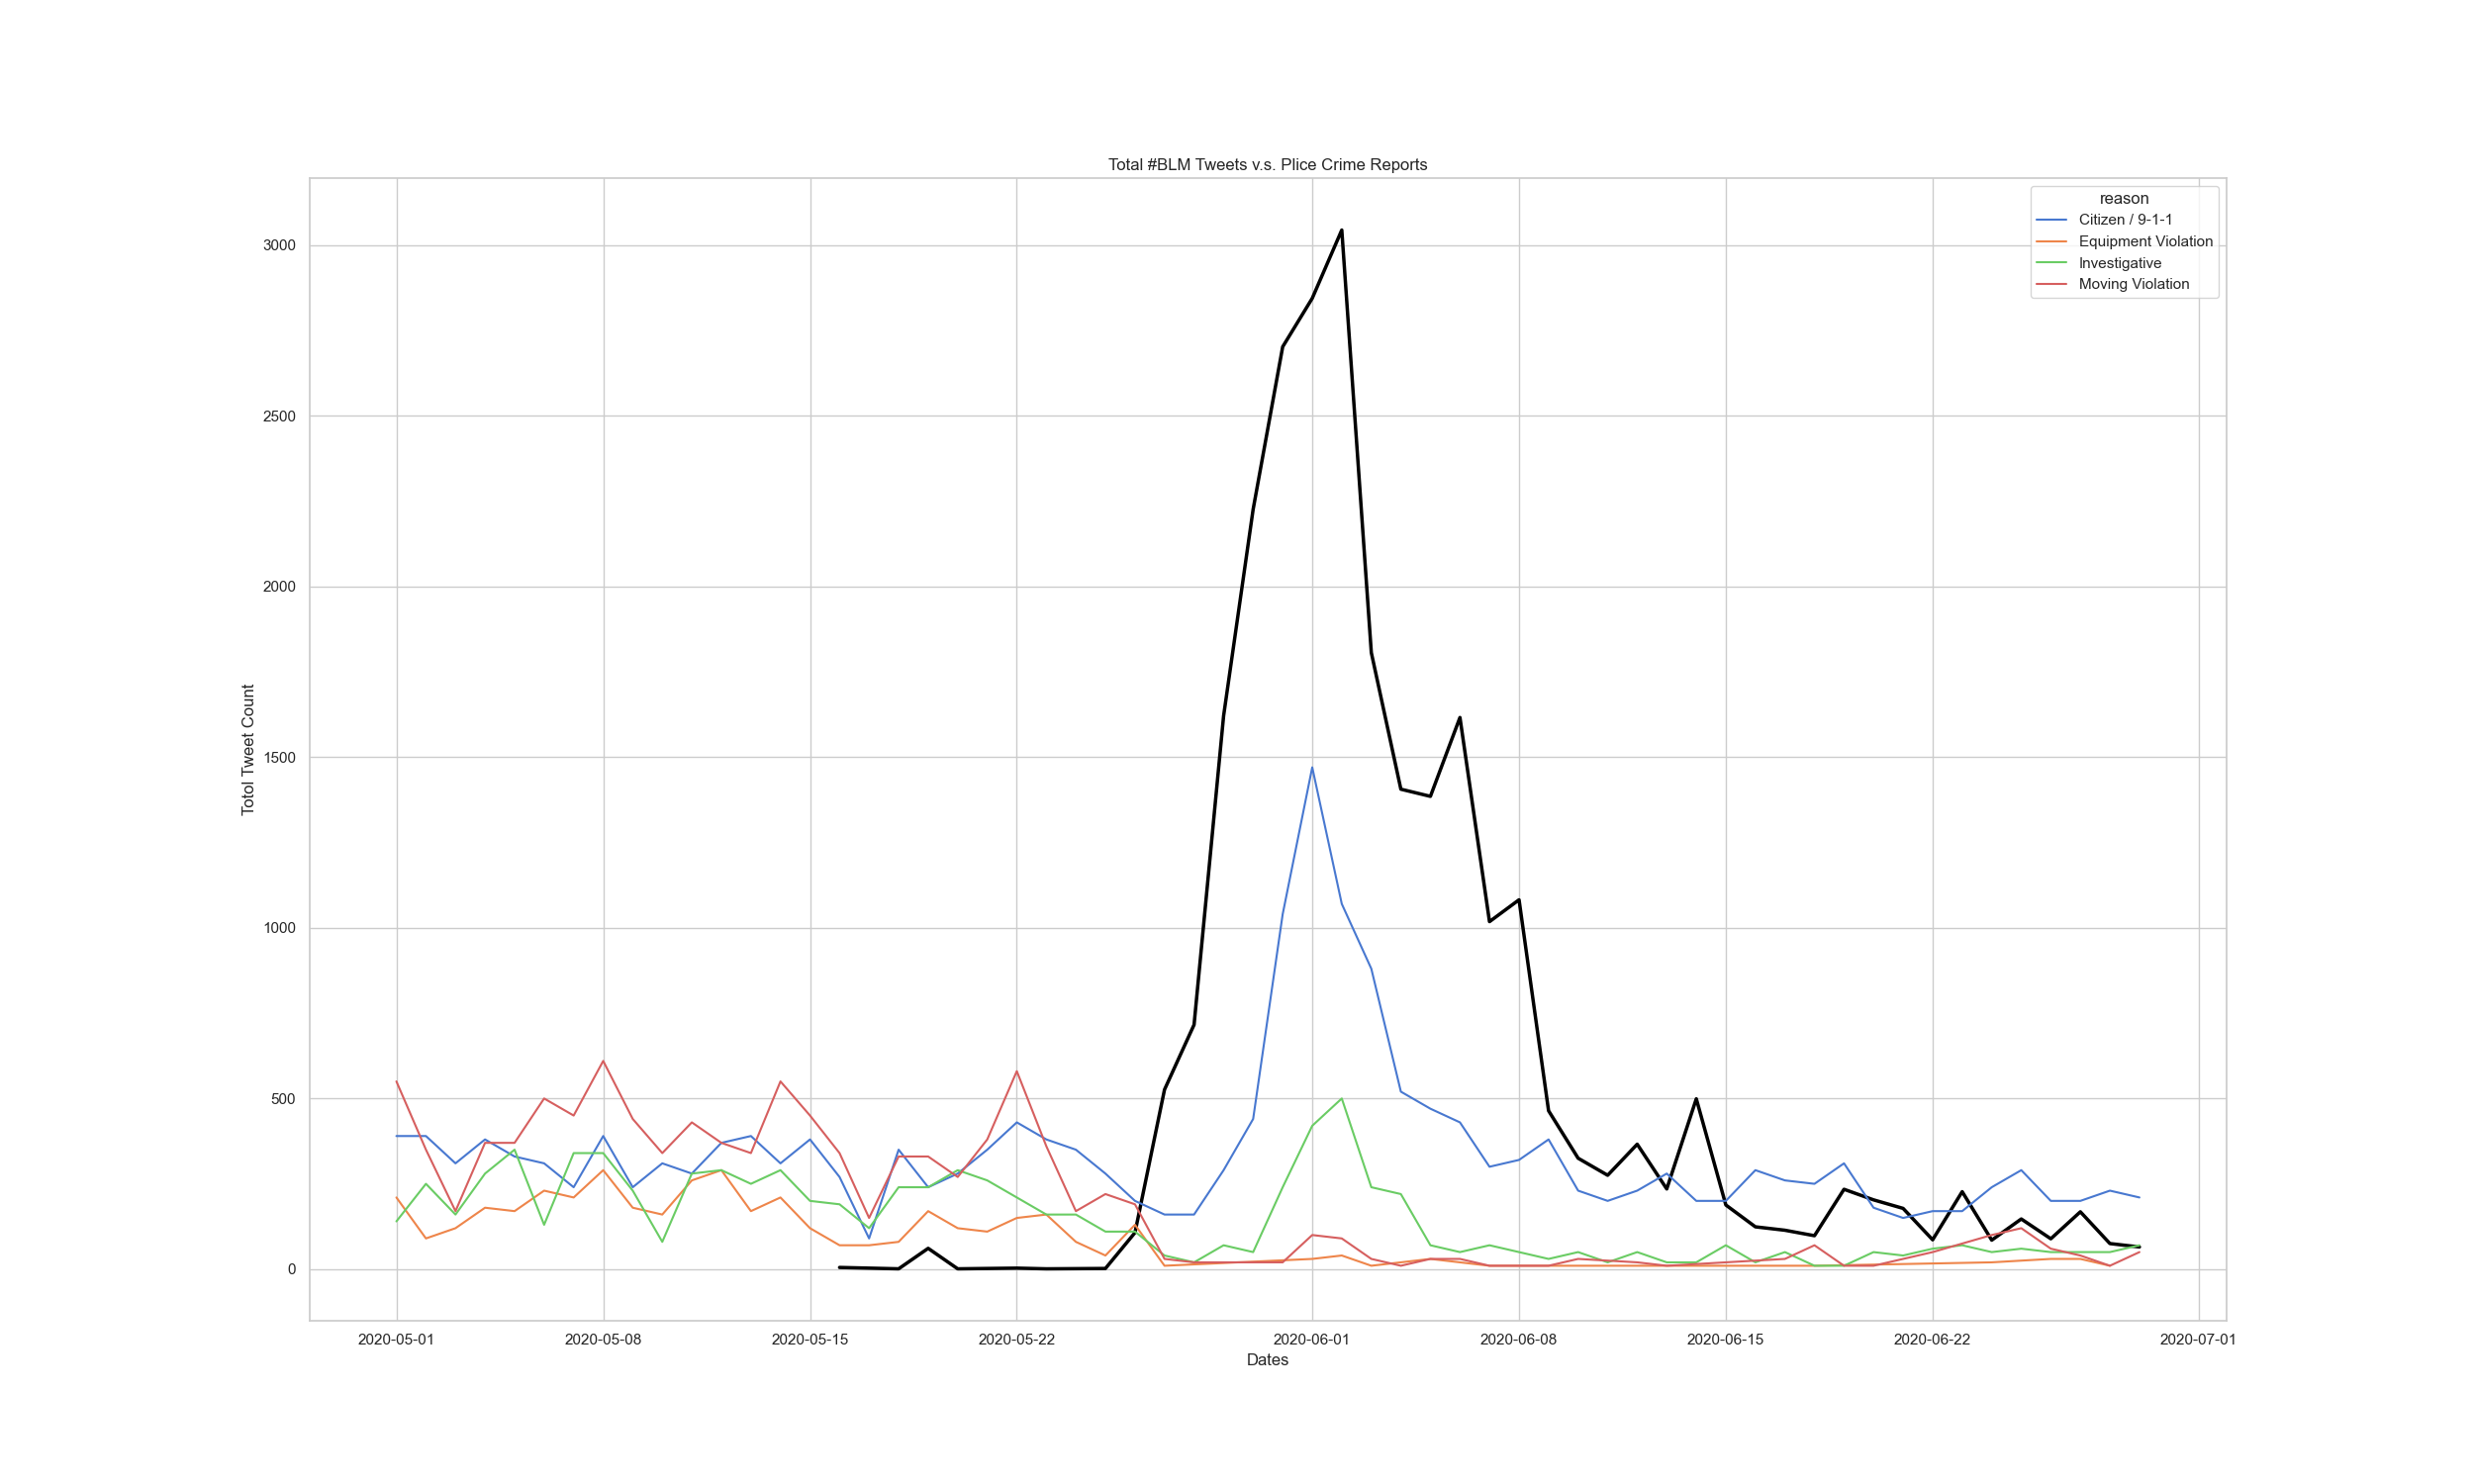 Total #BLM Tweets v.s. Plice Crime Reports
reason
Citizen / 9-1-1
Equipment Violation
Investigative
Moving Violation
3000
2500
2000
1500
1000
500
0
Totol Tweet Count
2020-05-01 2020-05-08 2020-05-15 2020-05-22 2020-06-01 2020-06-08 2020-06-15 2020-06-22 2020-07-01
Dates